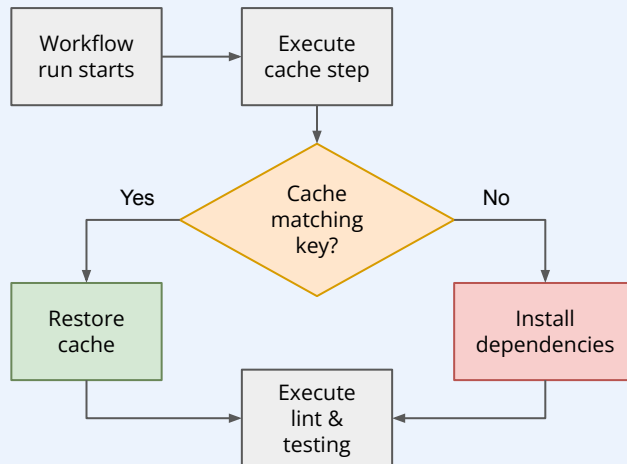 Workflow
run starts
Execute
cache step
Cache
matching
key?
Yes
No
Restore
cache
Install
dependencies
Execute
lint &
testing